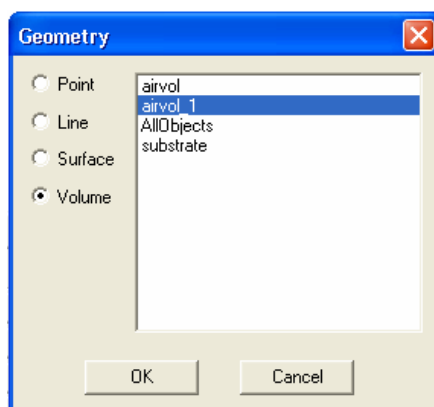 Geometry
Point
Line
Surface
Volume
airvol
airvol_1
AllObjects
substrate
OK
Cancel